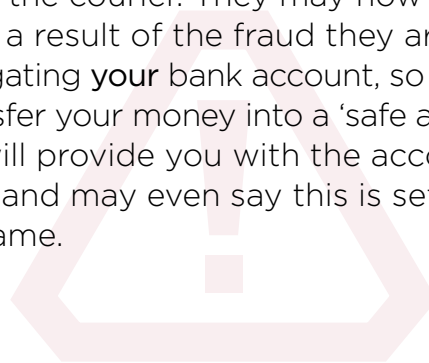 the courier. They may now
a result of the fraud they ar
gating your bank account, so
sfer your money into a ‘safe a
ill provide you with the acco
and may even say this is se
ame.